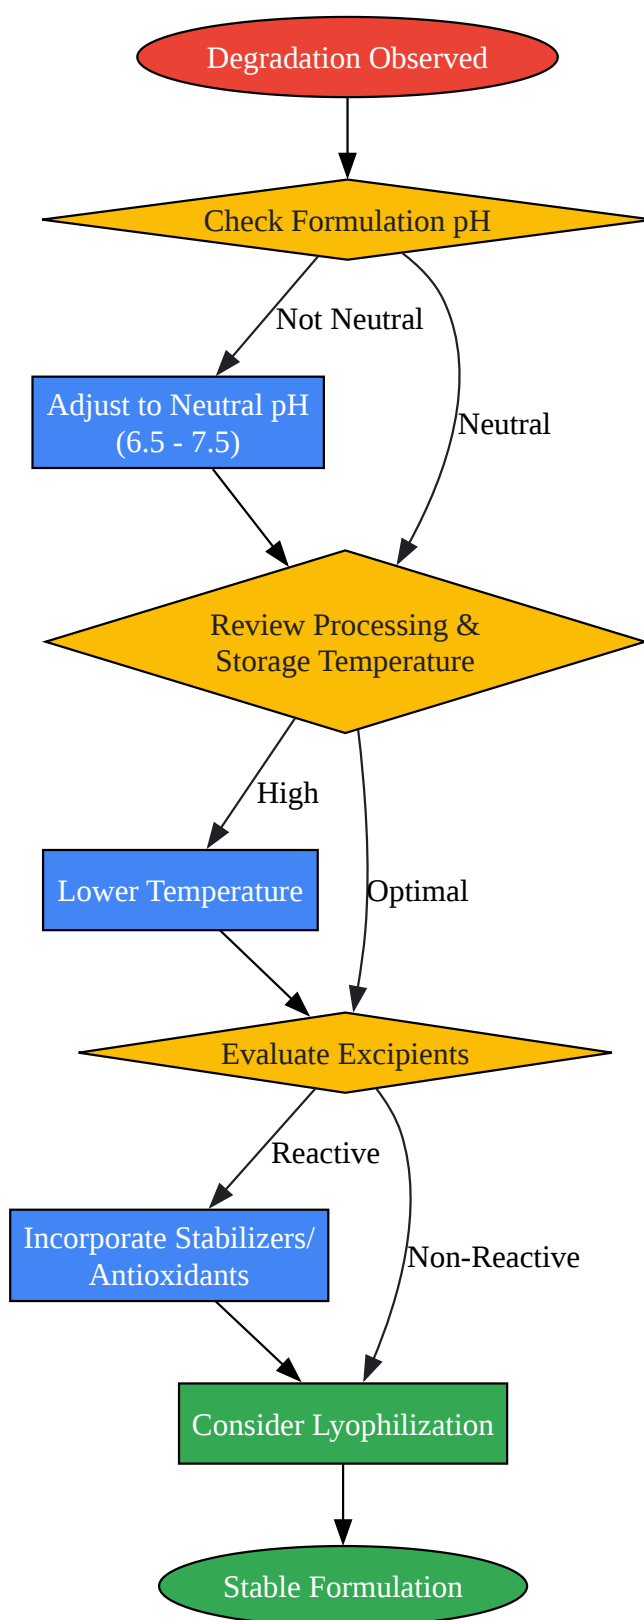 Degradation Observed
Check Formulation pH
Not Neutral
Adjust to Neutral pH
(6.5 - 7.5)
Neutral
Review Processing &
Storage Temperature
High
Lower Temperature
Optimal
Evaluate Excipients
Reactive
Incorporate Stabilizers/
Antioxidants
Non-Reactive
Consider Lyophilization
Stable Formulation